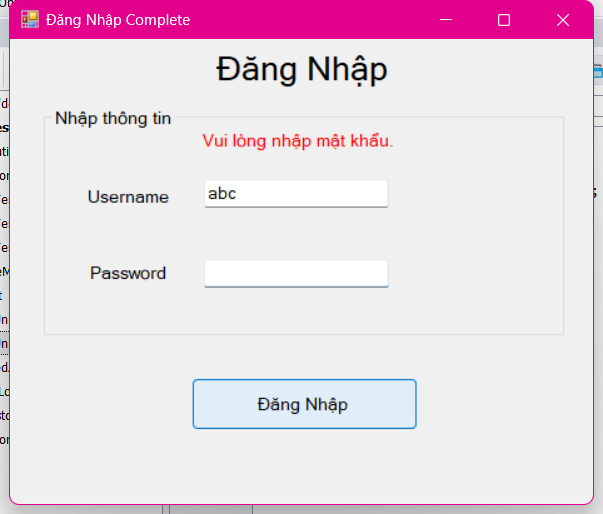 Đăng Nhập Complete
Đăng Nhập
Nhập thông tin
Vui lòng nhập mật khẩu.
Username
abc
Password
Đăng Nhập